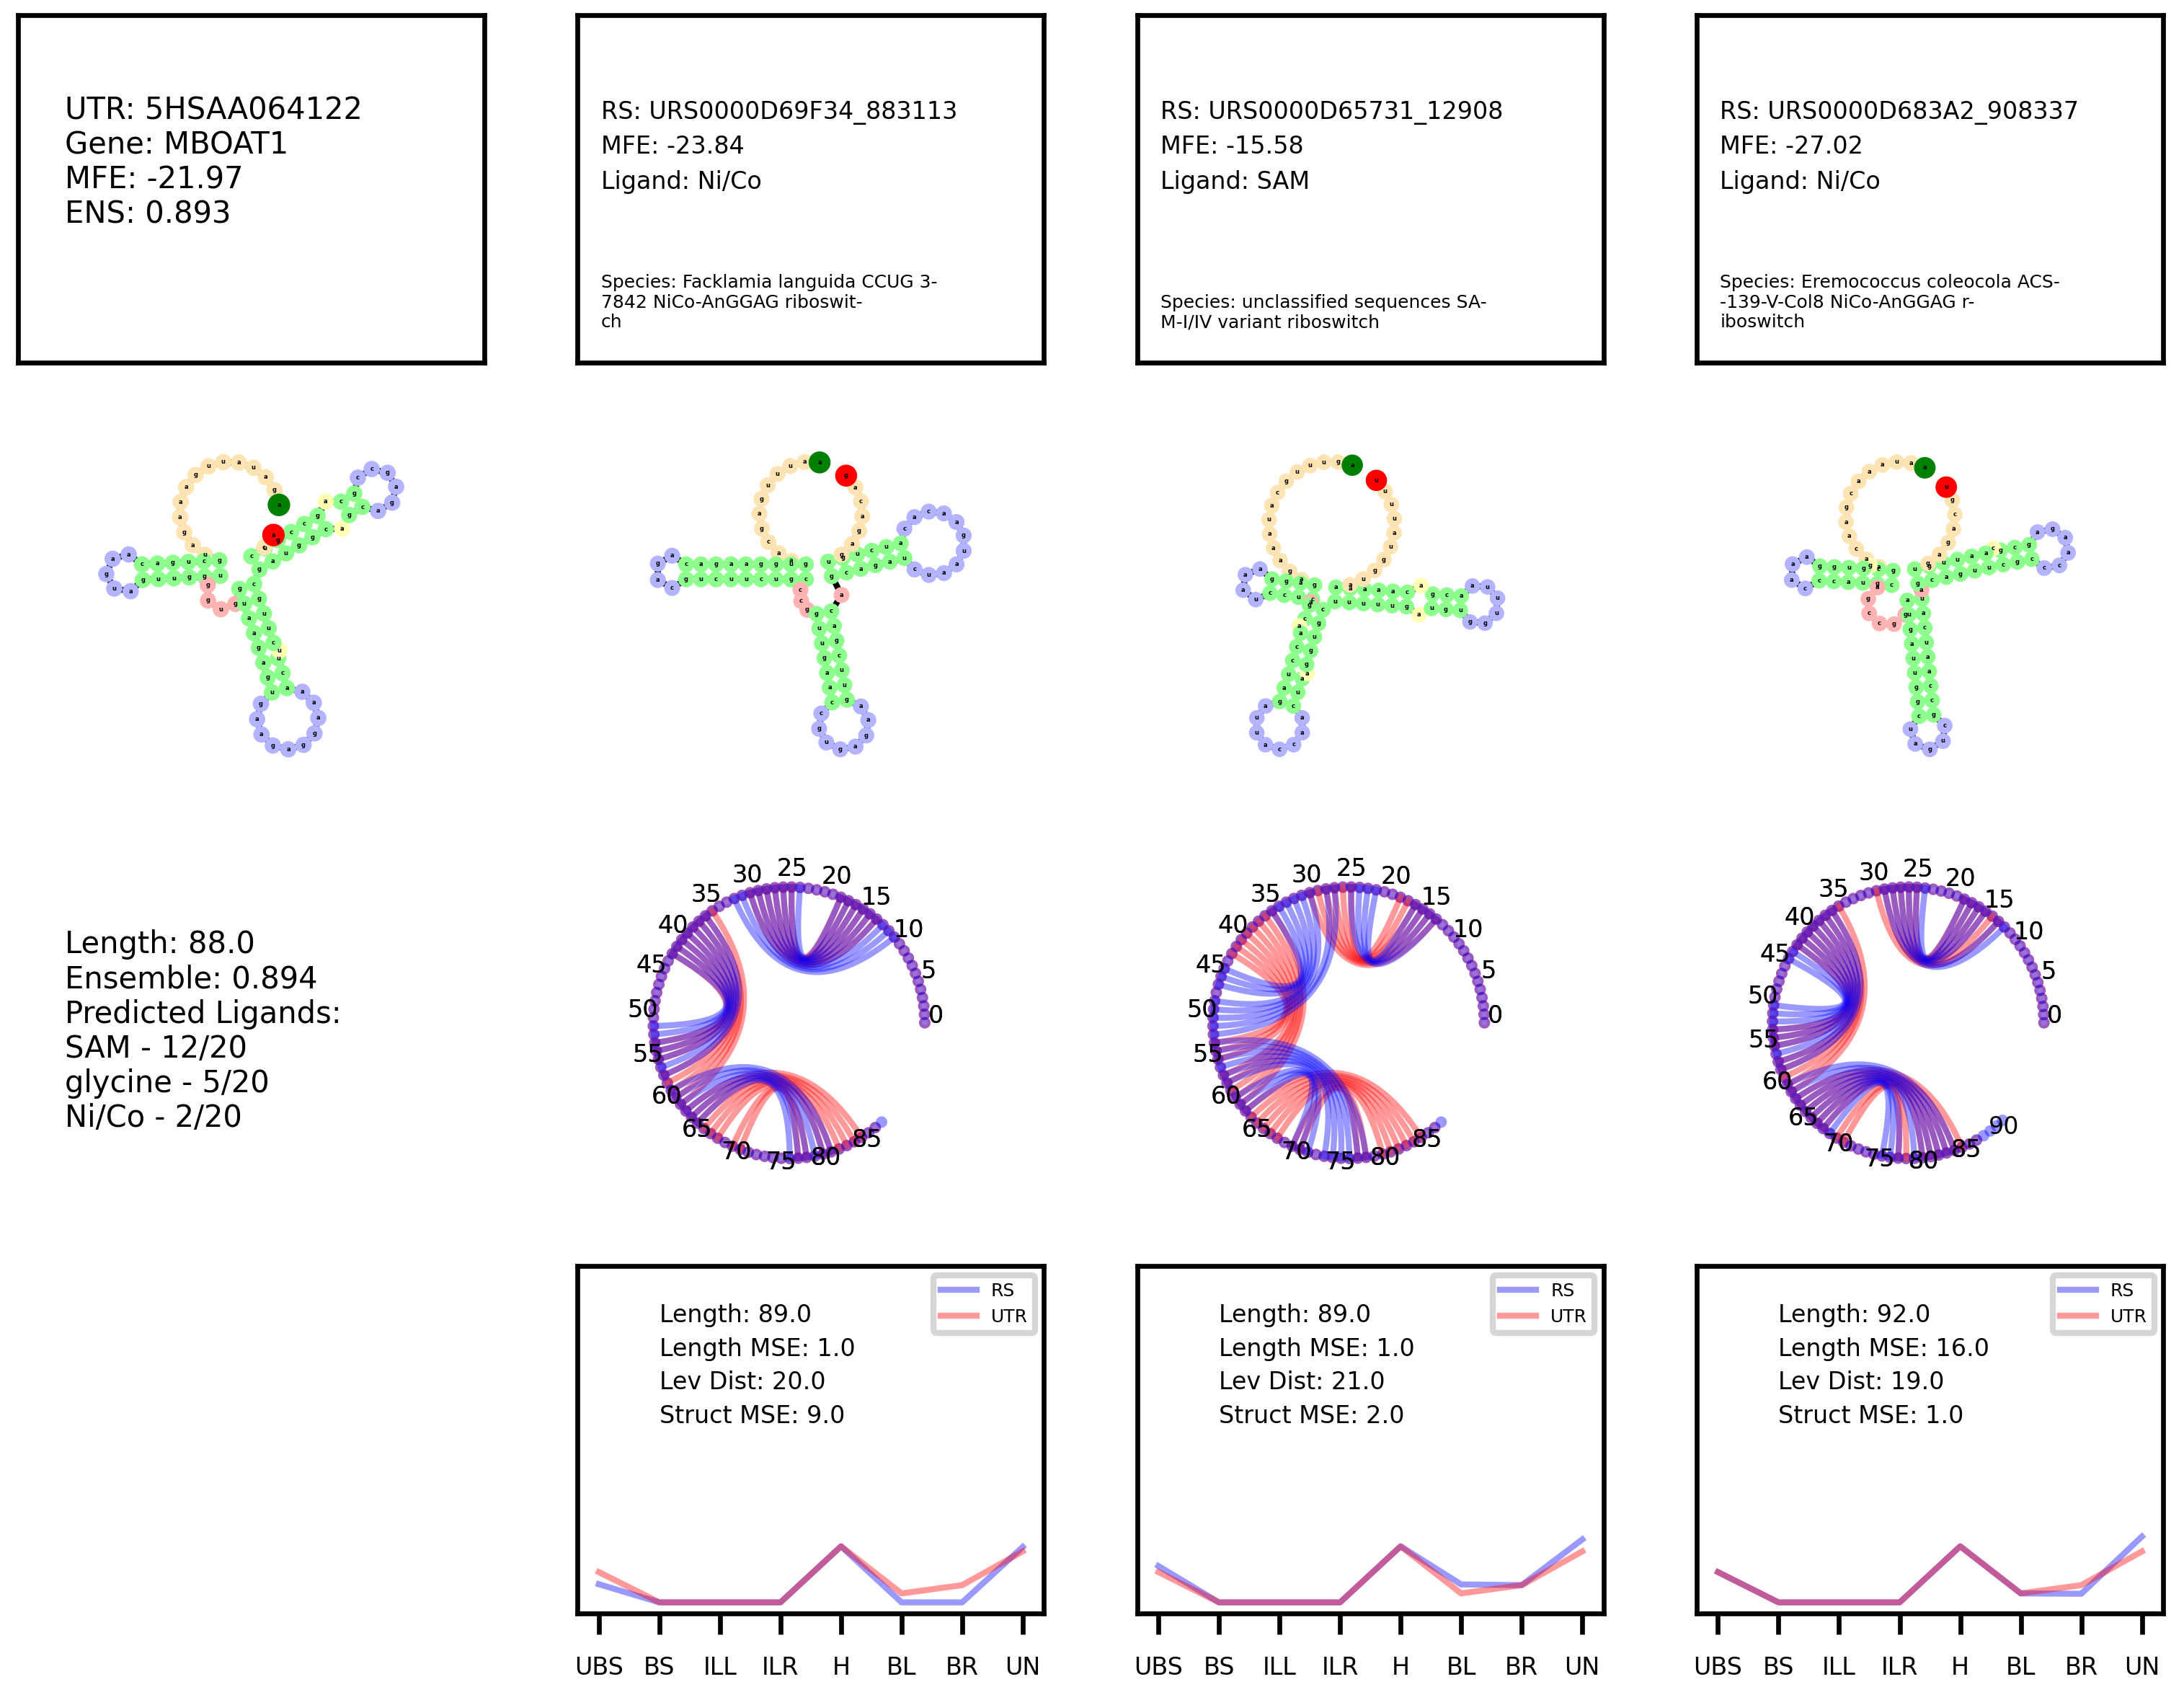 UTR: 5HSAA064122
Gene: MBOAT1
MFE: -21.97
ENS: 0.893
RS: URS0000D69F34_883113
MFE: -23.84
Ligand: Ni/Co
Species: Facklamia languida CCUG 3-
7842 NiCo-AnGGAG riboswit-
ch
RS: URS0000D65731_12908
MFE: -15.58
Ligand: SAM
Species: unclassified sequences SA-
M-I/IV variant riboswitch
RS: URS0000D683A2_908337
MFE: -27.02
Ligand: Ni/Co
Species: Eremococcus coleocola ACS-
-139-V-Col8 NiCo-AnGGAG r-
iboswitch
Length: 88.0
Ensemble: 0.894
Predicted Ligands:
SAM - 12/20
glycine - 5/20
Ni/Co - 2/20
0 5 10 15 20 25 30 35 40 45 50 55 60 65 70 75 80 85
0 5 10 15 20 25 30 35 40 45 50 55 60 65 70 75 80 85
0 5 10 15 20 25 30 35 40 45 50 55 60 65 70 75 80 85 90
RS
UTR
Length: 89.0
Length MSE: 1.0
Lev Dist: 20.0
Struct MSE: 9.0
UBS BS ILL ILR H BL BR UN
RS
UTR
Length: 89.0
Length MSE: 1.0
Lev Dist: 21.0
Struct MSE: 2.0
UBS BS ILL ILR H BL BR UN
RS
UTR
Length: 92.0
Length MSE: 16.0
Lev Dist: 19.0
Struct MSE: 1.0
UBS BS ILL ILR H BL BR UN